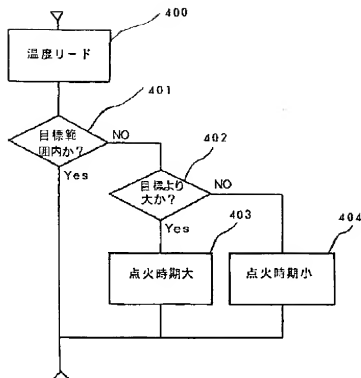 400
温度リード
401
目標範
囲内か?
NO
402
Yes
目標より
大か?
NO
403
Yes
404
点火時期大
点火時期小